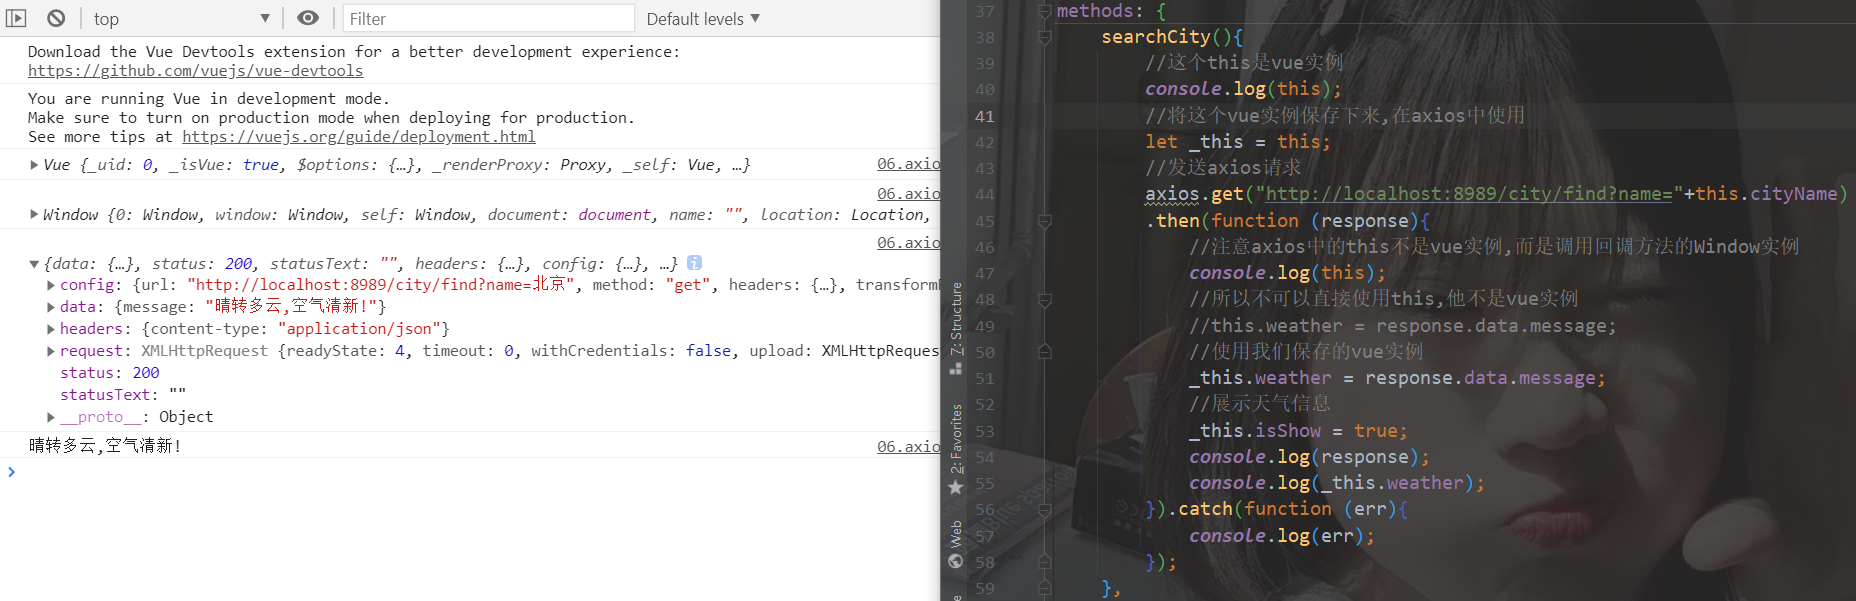 top
Filter
Default levels
Download the Vue Devtools extension for a better development experience:
https://github.com/vuejs/vue-devtools
You are running Vue in development mode.
Make sure to turn on production mode when deploying for production.
See more tips at https://vuejs.org/guide/deployment.html
Vue {_uid: 0, _isVue: true, $options: {…}, _renderProxy: Proxy, _self: Vue, …} 06.axio
06.axio
Window {0: Window, window: Window, self: Window, document: document, name: "", location: Location,
06.axio
{data: {…}, status: 200, statusText: "", headers: {…}, config: {…}, …} i
config: {url: "http://localhost:8989/city/find?name=北京", method: "get", headers: {…}, transform
data: {message: "晴转多云,空气清新!"}
headers: {content-type: "application/json"}
request: XMLHttpRequest {readyState: 4, timeout: 0, withCredentials: false, upload: XMLHttpReques
status: 200
statusText: ""
__proto__: Object
晴转多云,空气清新! 06.axio
7: Structure
2: Favorites
Web
37 methods: {
38 searchCity(){
39 //这个this是vue实例
40 console.log(this);
41 //将这个vue实例保存下来,在axios中使用
42 let _this = this;
43 //发送axios请求
44 axios.get("http://localhost:8989/city/find?name="+this.cityName)
45 .then(function (response){
46 //注意axios中的this不是vue实例,而是调用回调方法的Window实例
47 console.log(this);
48 //所以不可以直接使用this,他不是vue实例
49 //this.weather = response.data.message;
50 //使用我们保存的vue实例
51 _this.weather = response.data.message;
52 //展示天气信息
53 _this.isShow = true;
54 console.log(response);
55 console.log(_this.weather);
56 }).catch(function (err){
57 console.log(err);
58 });
59 },